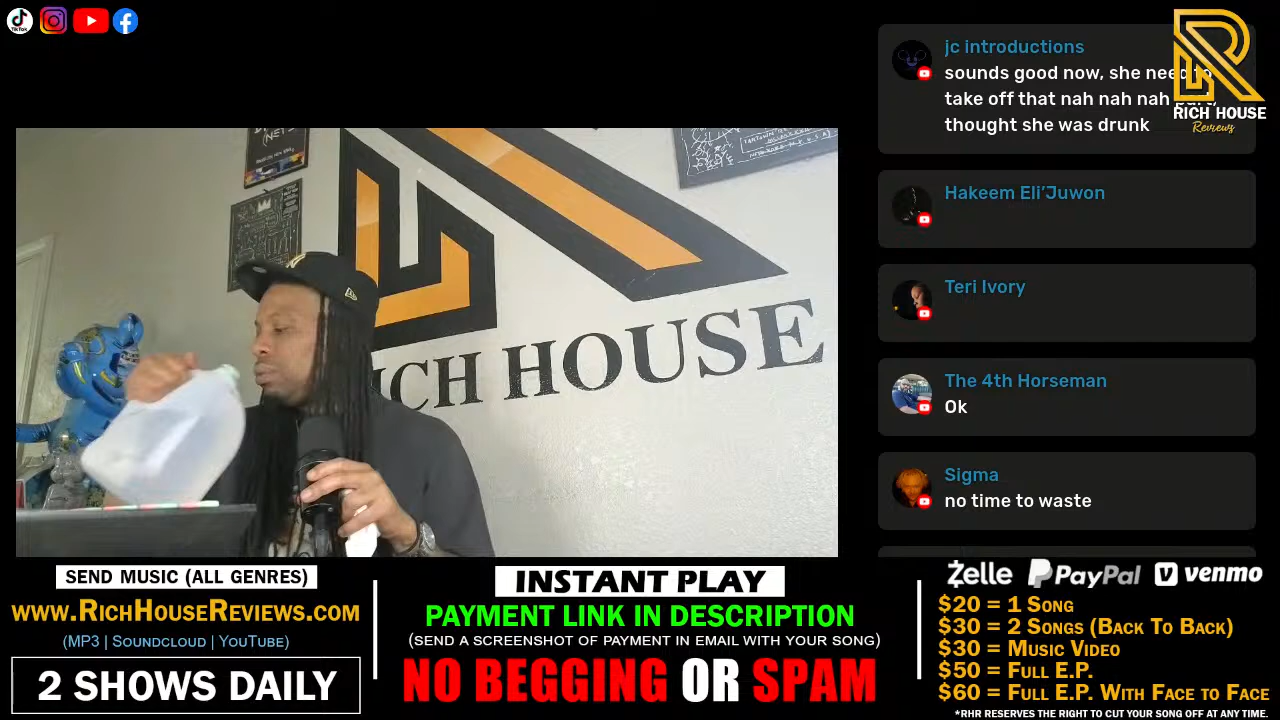 TikTok
jc introductions
sounds good now, she need to
take off that nah nah nah part,
thought she was drunk
RICH HOUSE
Reviews
Hakeem Eli'Juwon
Teri Ivory
The 4th Horseman
Ok
Sigma
no time to waste
RICH HOUSE
SEND MUSIC (ALL GENRES)
www.RichHouseReviews.com
(MP3 | Soundcloud | YouTube)
2 SHOWS DAILY
INSTANT PLAY
PAYMENT LINK IN DESCRIPTION
(SEND A SCREENSHOT OF PAYMENT IN EMAIL WITH YOUR SONG)
NO BEGGING OR SPAM
Zelle PayPal venmo
$20 = 1 Song
$30 = 2 Songs (Back To Back)
$30 = Music Video
$50 = Full E.P.
$60 = Full E.P. With Face to Face
*RHR RESERVES THE RIGHT TO CUT YOUR SONG OFF AT ANY TIME.